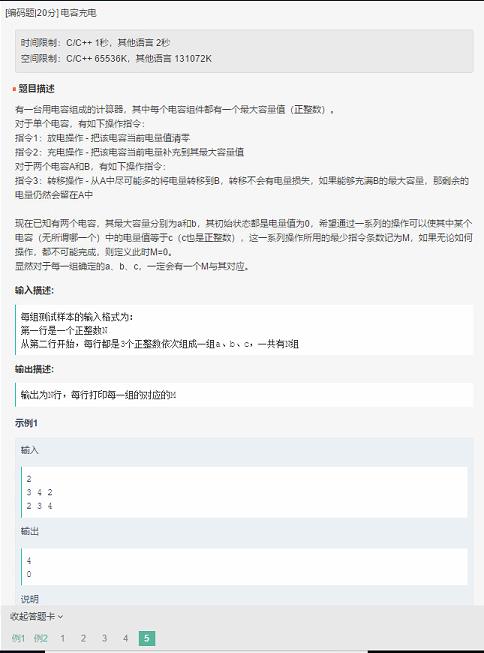 [编码题|20分] 电容充电
时间限制：C/C++ 1秒，其他语言 2秒
空间限制：C/C++ 65536K，其他语言 131072K
题目描述
有一台用电容组成的计算器，其中每个电容组件都有一个最大电容量值（正整数）。
对于单个电容，有如下操作指令：
指令1：放电操作 - 把该电容当前电量值清零
指令2：充电操作 - 把该电容当前电量补充到其最大容量值
对于两个电容A和B，有如下操作指令：
指令3：转移操作 - 从A中尽可能多的将电量转移到B，转移不会有电量损失，如果能够充满B的最大容量，那剩余的
电量仍然会留在A中
现在已知有两个电容，其最大容量分别为a和b，其初始状态都是电量值为0，希望通过一系列的操作可以使其中某个
电容（无所谓哪一个）中的电量值等于c（c也是正整数），这一系列操作所用的最少指令条数记为M，如果无论如何
操作，都不可能完成，则定义此时M=0。
显然对于每一组确定的a、b、c，一定会有一个M与其对应。
输入描述:
每组测试样本的输入格式为：
第一行是一个正整数N
从第二行开始，每行都是3个正整数依次组成一组a、b、c，一共有N组
输出描述:
输出为N行，每行打印每一组的对应的M
示例1
输入
2
3 4 2
2 3 4
输出
4
0
说明
收起答题卡
例1 例2 1 2 3 4 5